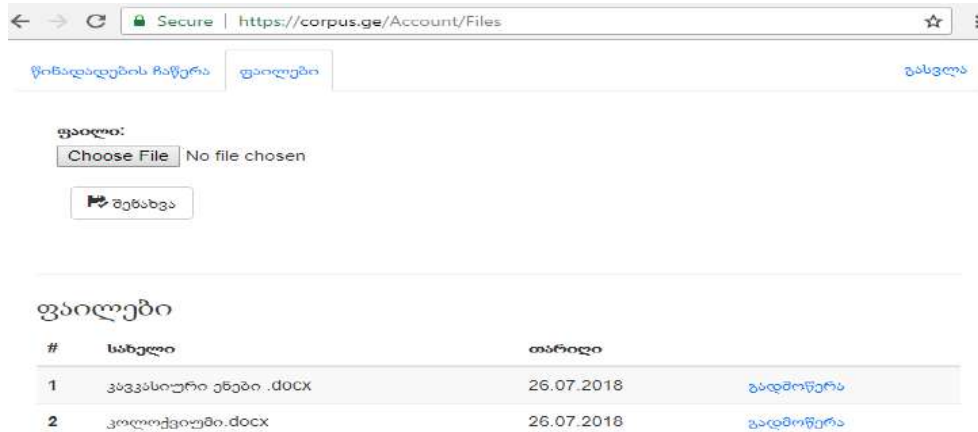 Secure | https://corpus.ge/Account/Files
წინადადების ჩაწერა ფაილები გასვლა
ფაილი:
Choose File No file chosen
შენახვა
ფაილები
# სახელი თარიღი
1 კავკასიური ენები .docx 26.07.2018 გადმოწერა
2 კოლოქვიუმი.docx 26.07.2018 გადმოწერა